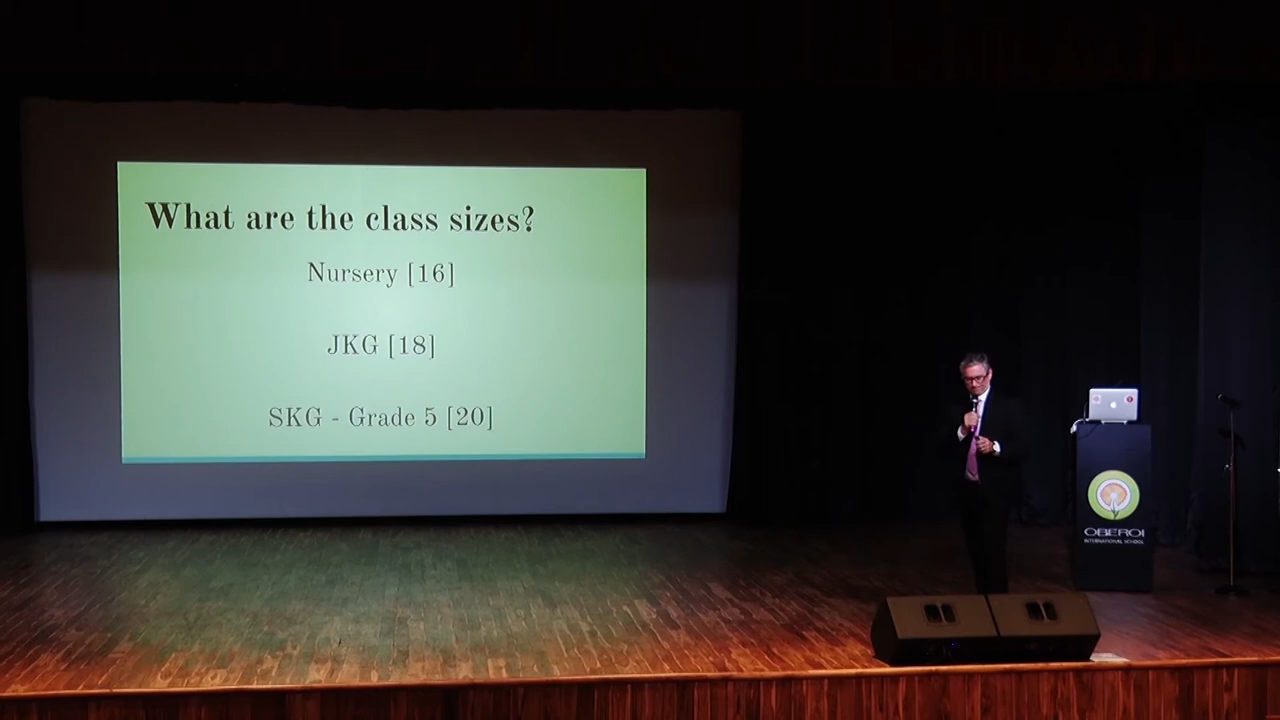 What are the class sizes?
Nursery [16]
JKG [18]
SKG - Grade 5 [20]
OBEROI
INTERNATIONAL SCHOOL